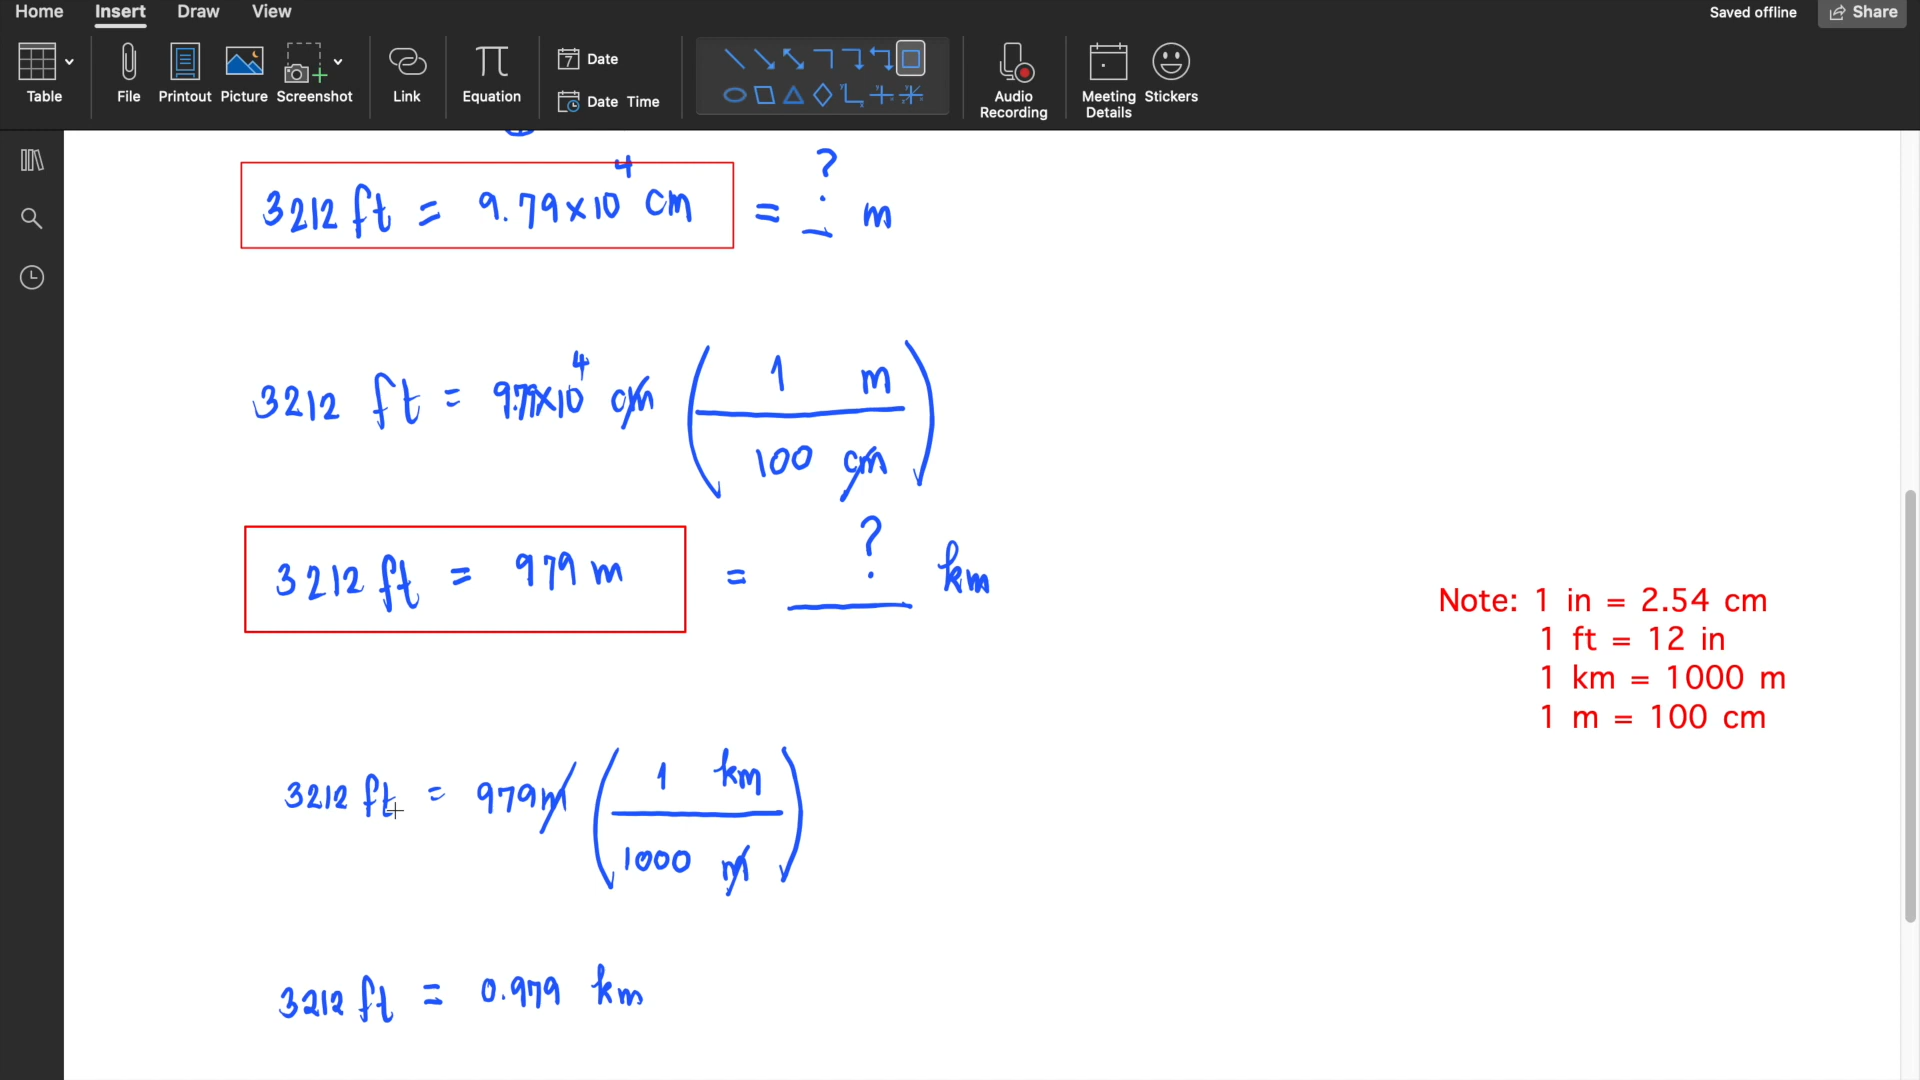 Home Insert Draw View Saved offline Share
Table File Printout Picture Screenshot Link Equation Date Date Time Audio Recording Meeting Details Stickers
3212 ft = 9.79×10⁴ cm = ? m
3212 ft = 9.79×10⁴ cm ( 1 m / 100 cm )
3212 ft = 979 m = ? km
Note: 1 in = 2.54 cm
1 ft = 12 in
1 km = 1000 m
1 m = 100 cm
3212 ft = 979 m ( 1 km / 1000 m )
3212 ft = 0.979 km